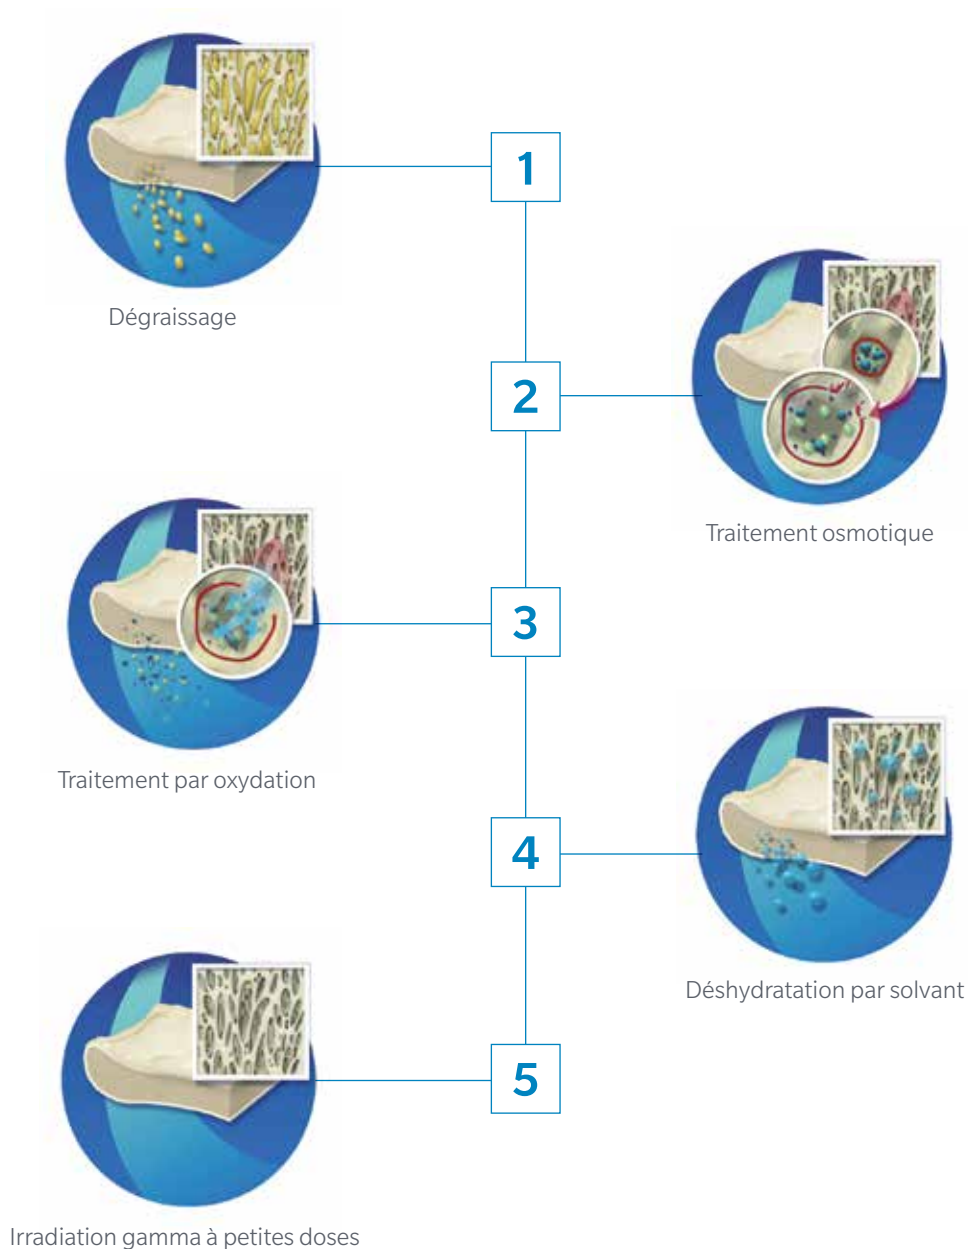 1
Dégraissage
2
Traitement osmotique
3
Traitement par oxydation
4
Déshydratation par solvant
5
Irradiation gamma à petites doses